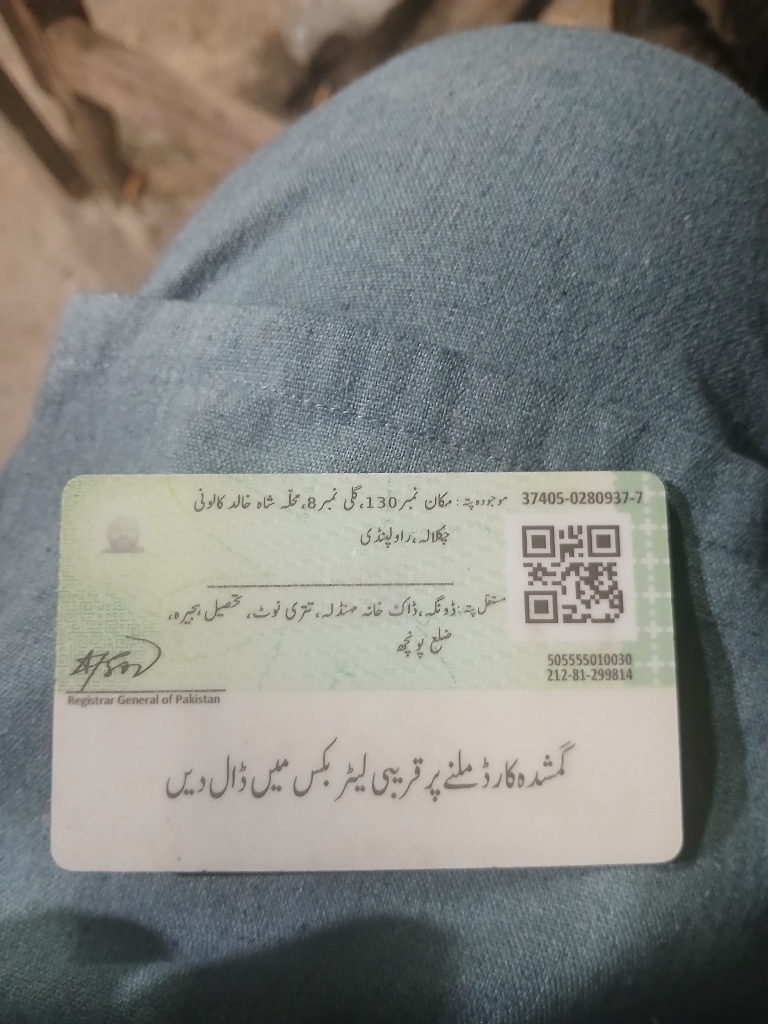 موجودہ پتہ: مکان نمبر 130، گلی نمبر 8، محلہ شاہ خالد کالونی
چکلالہ، راولپنڈی
37405-0280937-7
مستقل پتہ: ڈونگہ، ڈاک خانہ مہنڈلہ، تتری نوٹ، تحصیل ہجیرہ،
ضلع پونچھ
505555010030
212-81-299814
Registrar General of Pakistan
گمشدہ کارڈ ملنے پر قریبی لیٹر بکس میں ڈال دیں